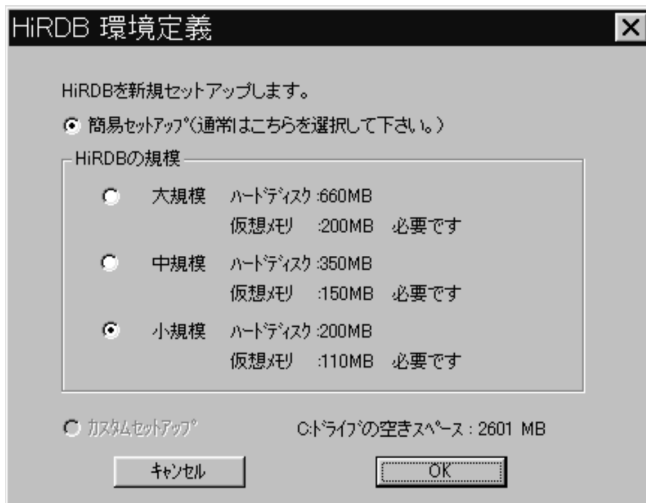 HiRDB 環境定義
HiRDBを新規セットアップします。
簡易ｾｯﾄｱｯﾌﾟ(通常はこちらを選択して下さい。)
HiRDBの規模
大規模 ﾊｰﾄﾞﾃﾞｨｽｸ :660MB
仮想ﾒﾓﾘ :200MB 必要です
中規模 ﾊｰﾄﾞﾃﾞｨｽｸ :350MB
仮想ﾒﾓﾘ :150MB 必要です
小規模 ﾊｰﾄﾞﾃﾞｨｽｸ :200MB
仮想ﾒﾓﾘ :110MB 必要です
ｶｽﾀﾑｾｯﾄｱｯﾌﾟ C:ﾄﾞﾗｲﾌﾞの空きｽﾍﾟｰｽ : 2601 MB
ｷｬﾝｾﾙ OK